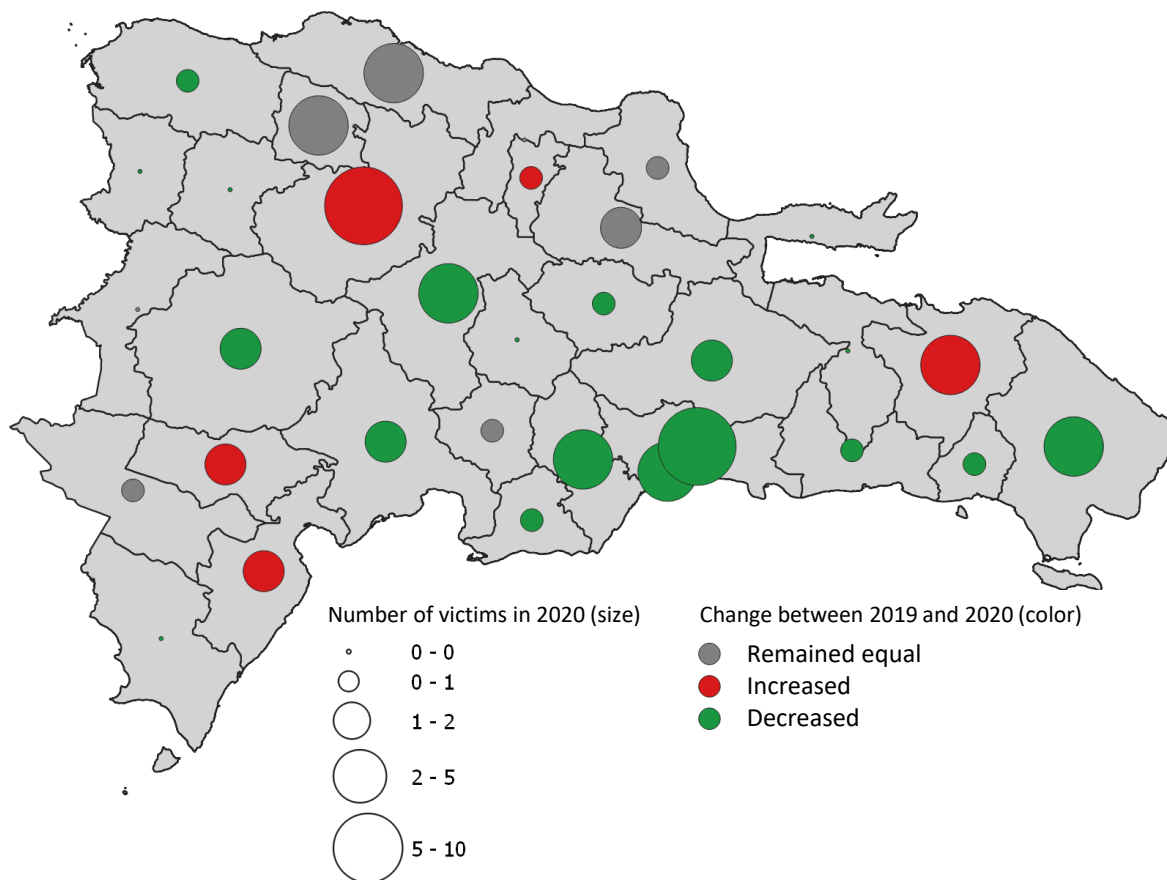 Number of victims in 2020 (size)
0 - 0
0 - 1
1 - 2
2 - 5
5 - 10
Change between 2019 and 2020 (color)
Remained equal
Increased
Decreased